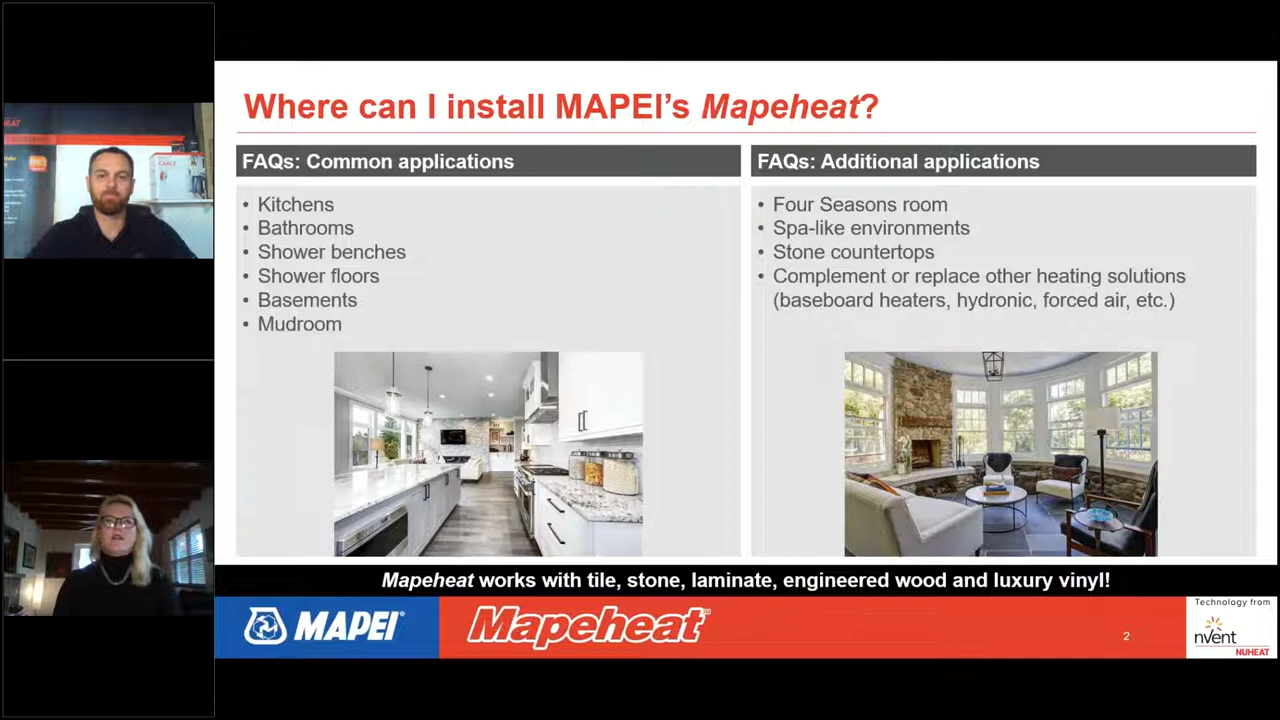 Where can I install MAPEI's Mapeheat?
FAQs: Common applications
• Kitchens
• Bathrooms
• Shower benches
• Shower floors
• Basements
• Mudroom
FAQs: Additional applications
• Four Seasons room
• Spa-like environments
• Stone countertops
• Complement or replace other heating solutions
(baseboard heaters, hydronic, forced air, etc.)
Mapeheat works with tile, stone, laminate, engineered wood and luxury vinyl!
MAPEI®
Mapeheat™
2
Technology from
nVent
NUHEAT
CABLE